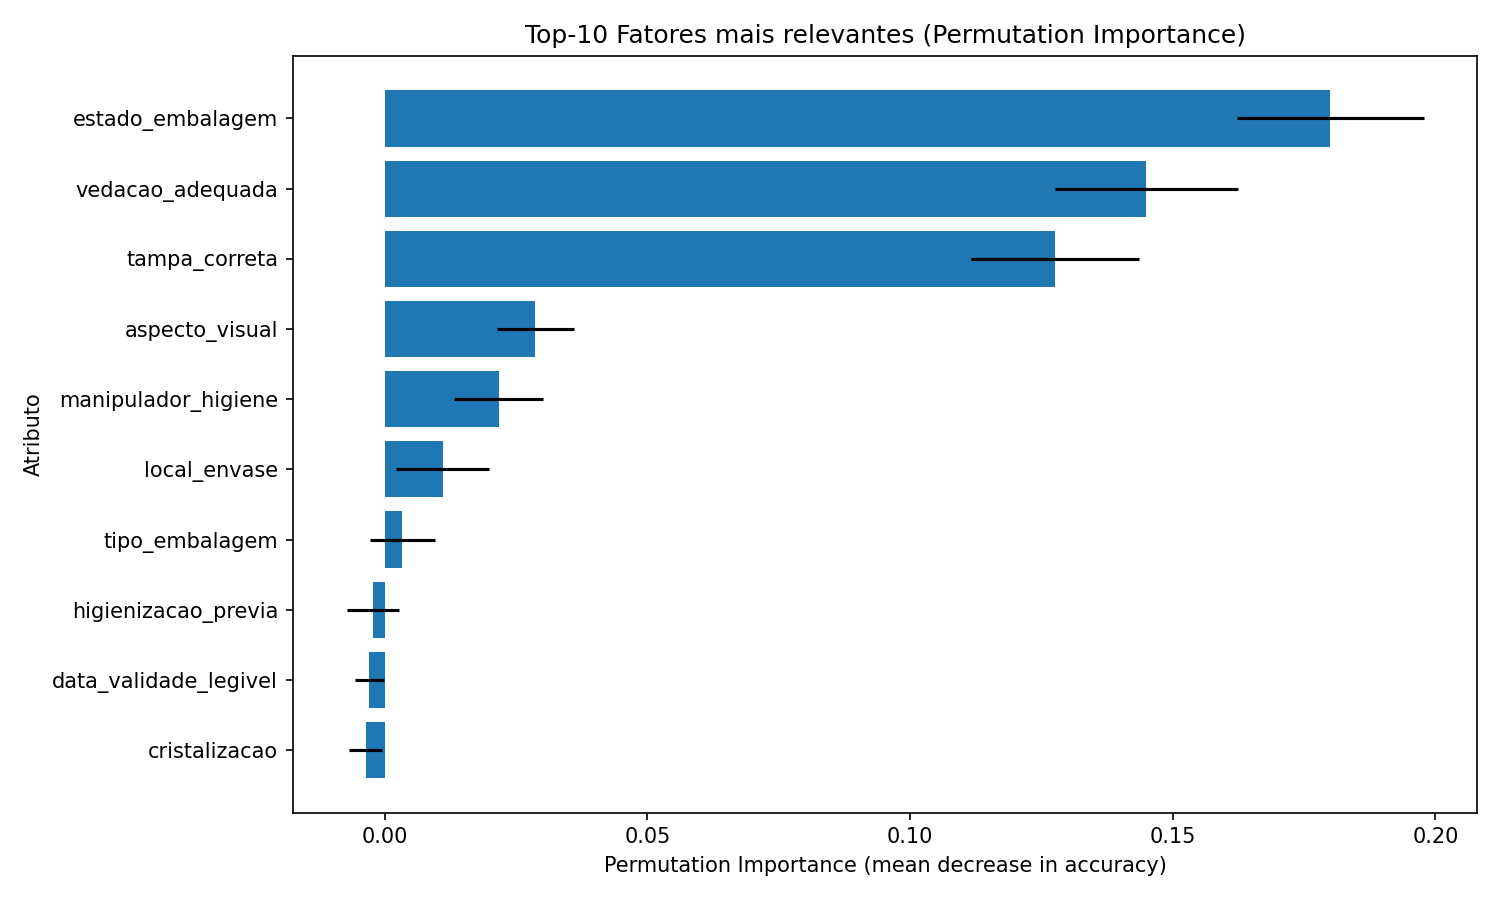 Top-10 Fatores mais relevantes (Permutation Importance)
estado_embalagem
vedacao_adequada
tampa_correta
aspecto_visual
manipulador_higiene
local_envase
tipo_embalagem
higienizacao_previa
data_validade_legivel
cristalizacao
Atributo
0.00 0.05 0.10 0.15 0.20
Permutation Importance (mean decrease in accuracy)